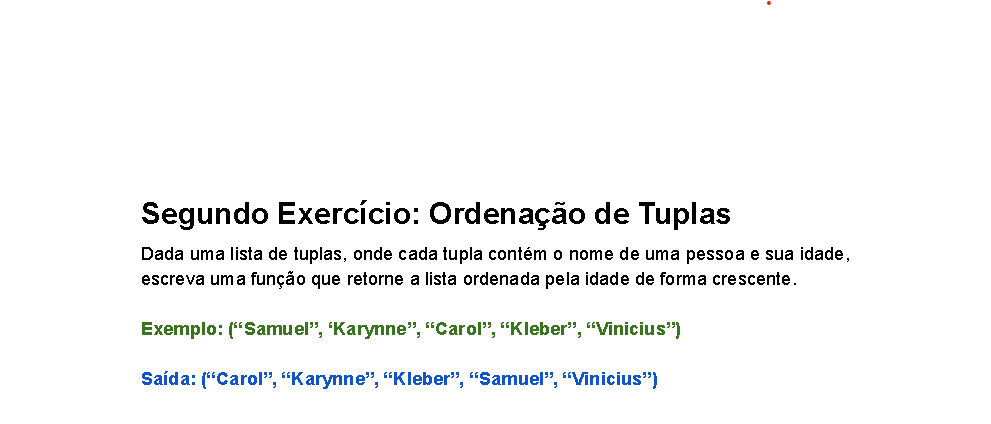 Segundo Exercício: Ordenação de Tuplas
Dada uma lista de tuplas, onde cada tupla contém o nome de uma pessoa e sua idade,
escreva uma função que retorne a lista ordenada pela idade de forma crescente.
Exemplo: (“Samuel”, ‘Karynne”, “Carol”, “Kleber”, “Vinicius”)
Saída: (“Carol”, “Karynne”, “Kleber”, “Samuel”, “Vinicius”)